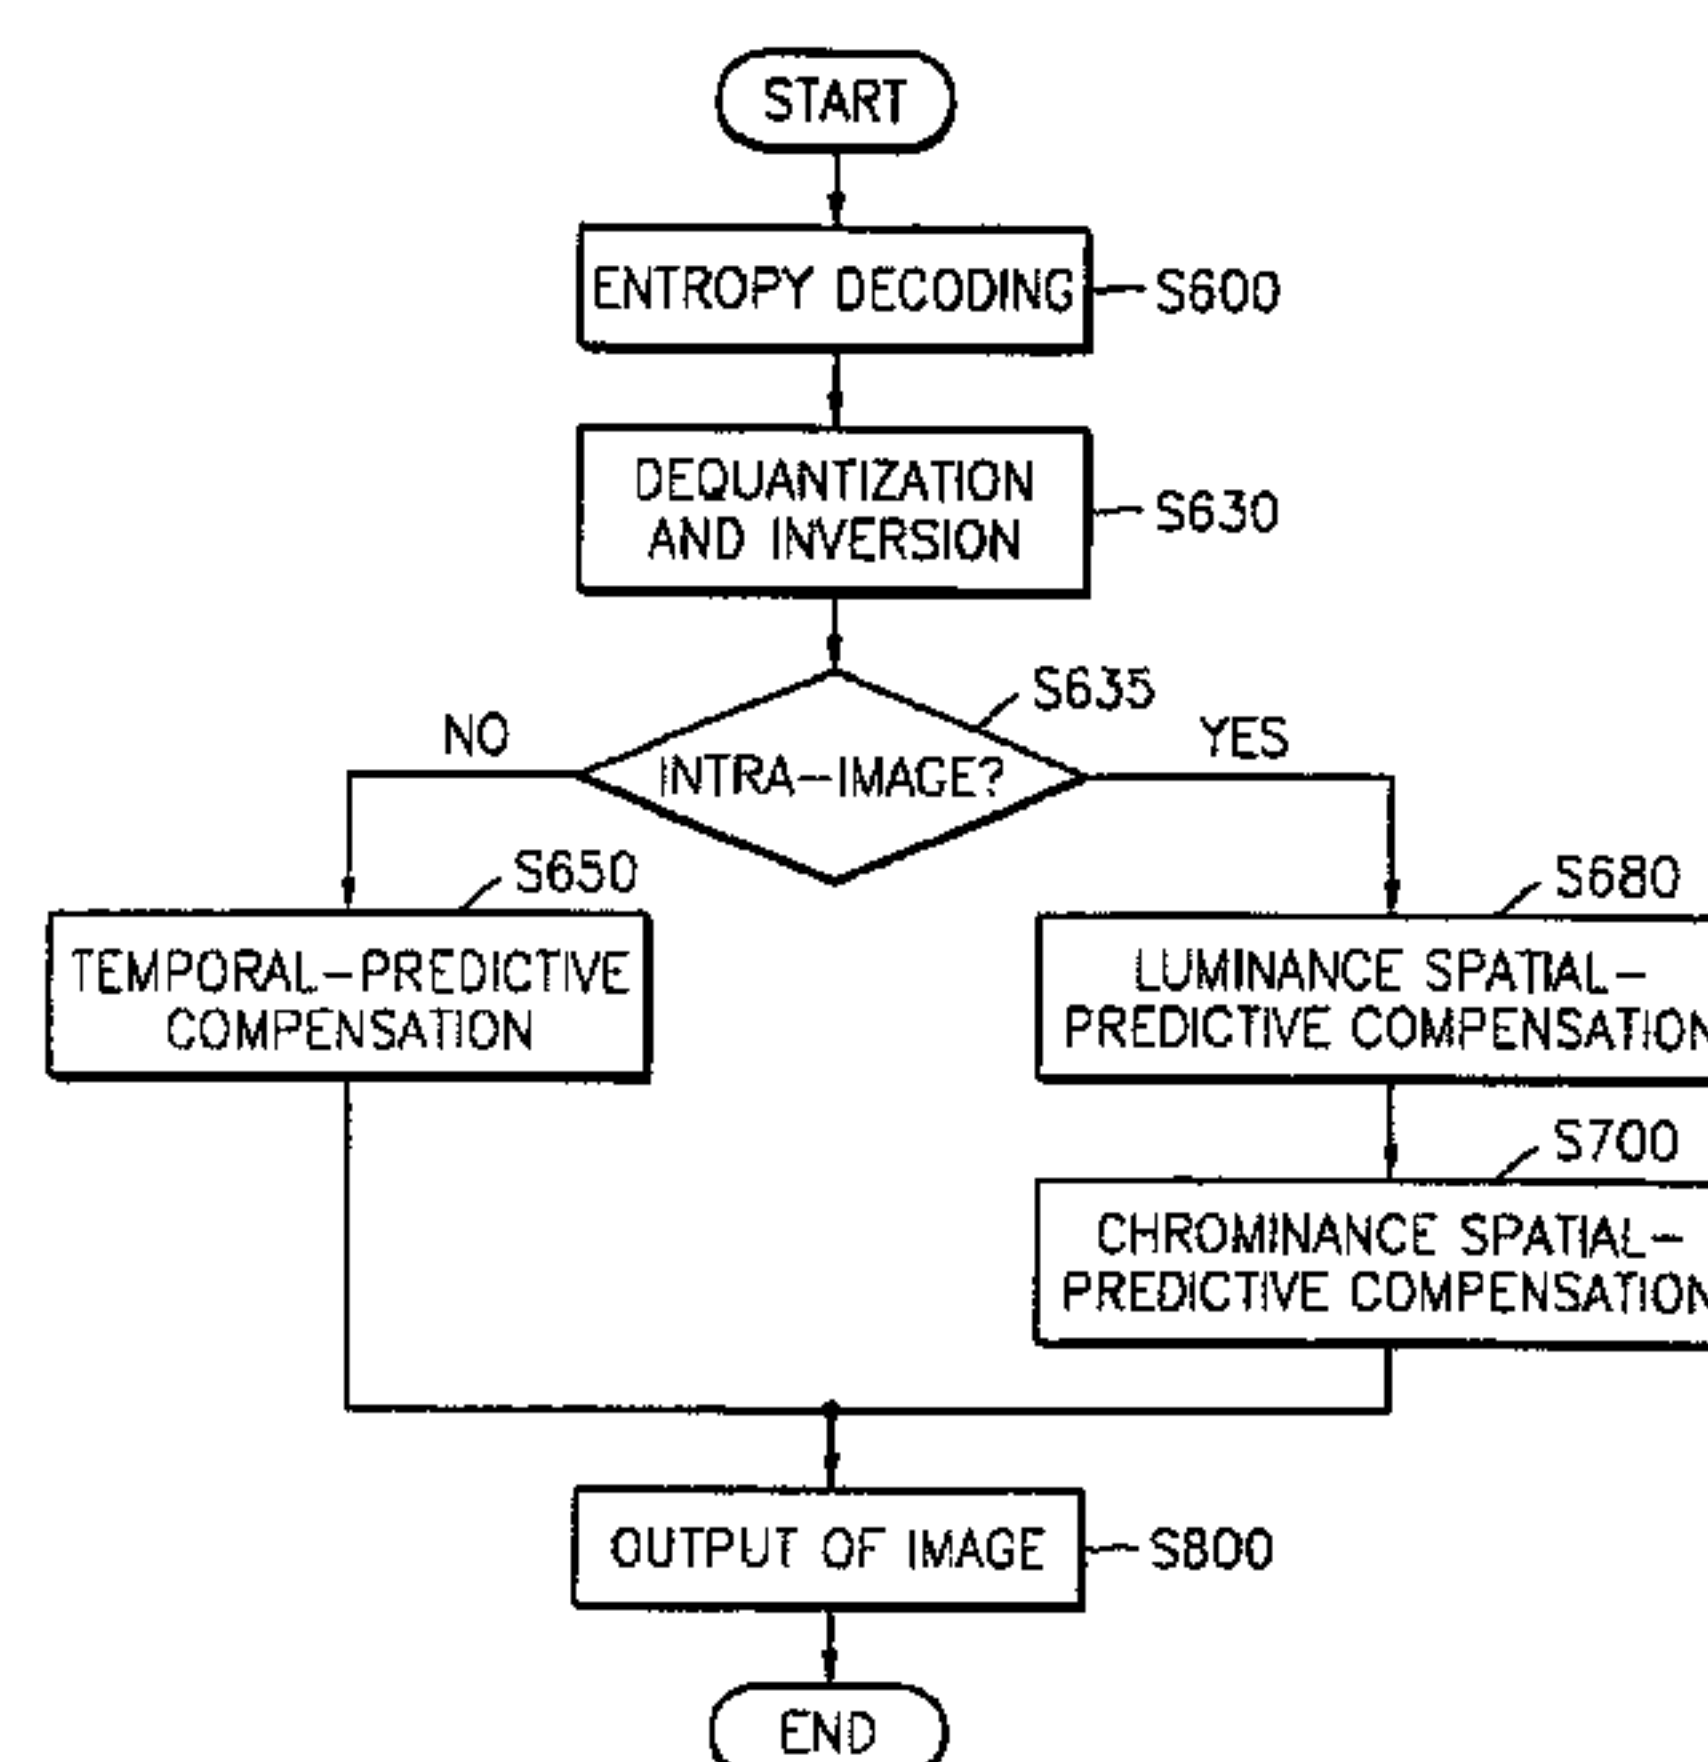 START
ENTROPY DECODING
S600
DEQUANTIZATION
AND INVERSION
S630
S635
NO
YES
INTRA-IMAGE?
S650
TEMPORAL-PREDICTIVE
COMPENSATION
S680
LUMINANCE SPATIAL-
PREDICTIVE COMPENSATION
S700
CHROMINANCE SPATIAL-
PREDICTIVE COMPENSATION
OUTPUT OF IMAGE
S800
END